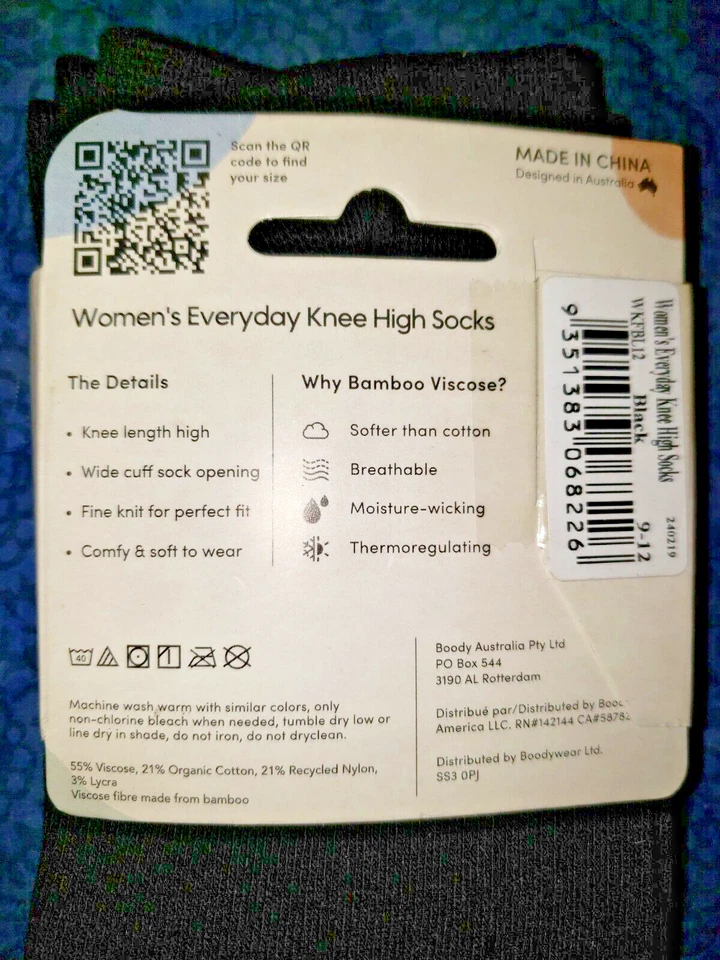 Scan the QR
code to find
your size
MADE IN CHINA
Designed in Australia
Women's Everyday Knee High Socks
The Details
• Knee length high
• Wide cuff sock opening
• Fine knit for perfect fit
• Comfy & soft to wear
Why Bamboo Viscose?
Softer than cotton
Breathable
Moisture-wicking
Thermoregulating
Women's Everyday Knee High Socks
WKFBL12
Black
9-12
240219
9 351383 068226
40
Machine wash warm with similar colors, only
non-chlorine bleach when needed, tumble dry low or
line dry in shade, do not iron, do not dryclean.
55% Viscose, 21% Organic Cotton, 21% Recycled Nylon,
3% Lycra
Viscose fibre made from bamboo
Boody Australia Pty Ltd
PO Box 544
3190 AL Rotterdam
Distribué par/Distributed by
America LLC. RN#142144 CA#58782
Distributed by Boodywear Ltd.
SS3 0PJ